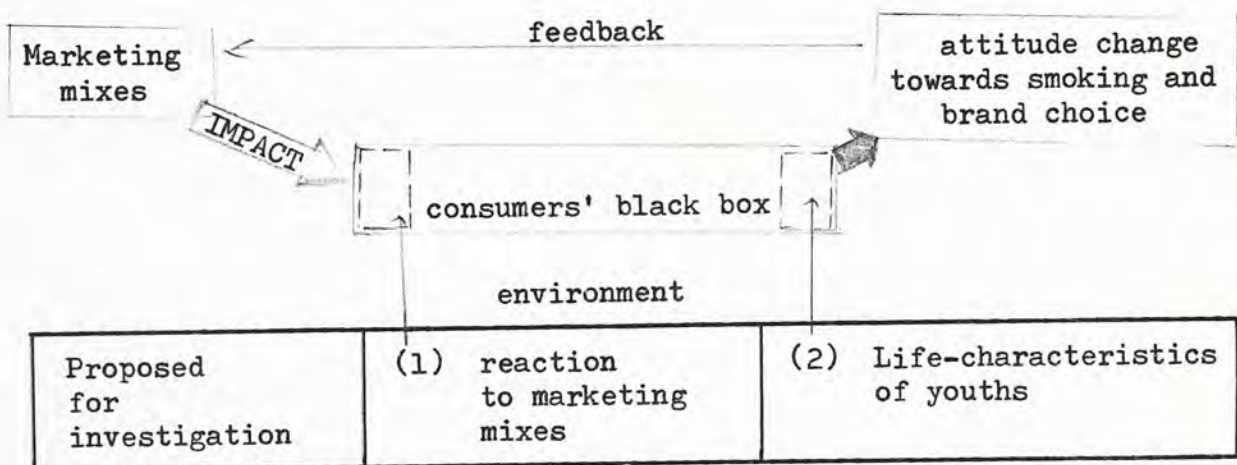 feedback
Marketing
mixes
attitude change
towards smoking and
brand choice
IMPACT
consumers' black box
environment
Proposed
for
investigation
(1) reaction
to marketing
mixes
(2) Life-characteristics
of youths